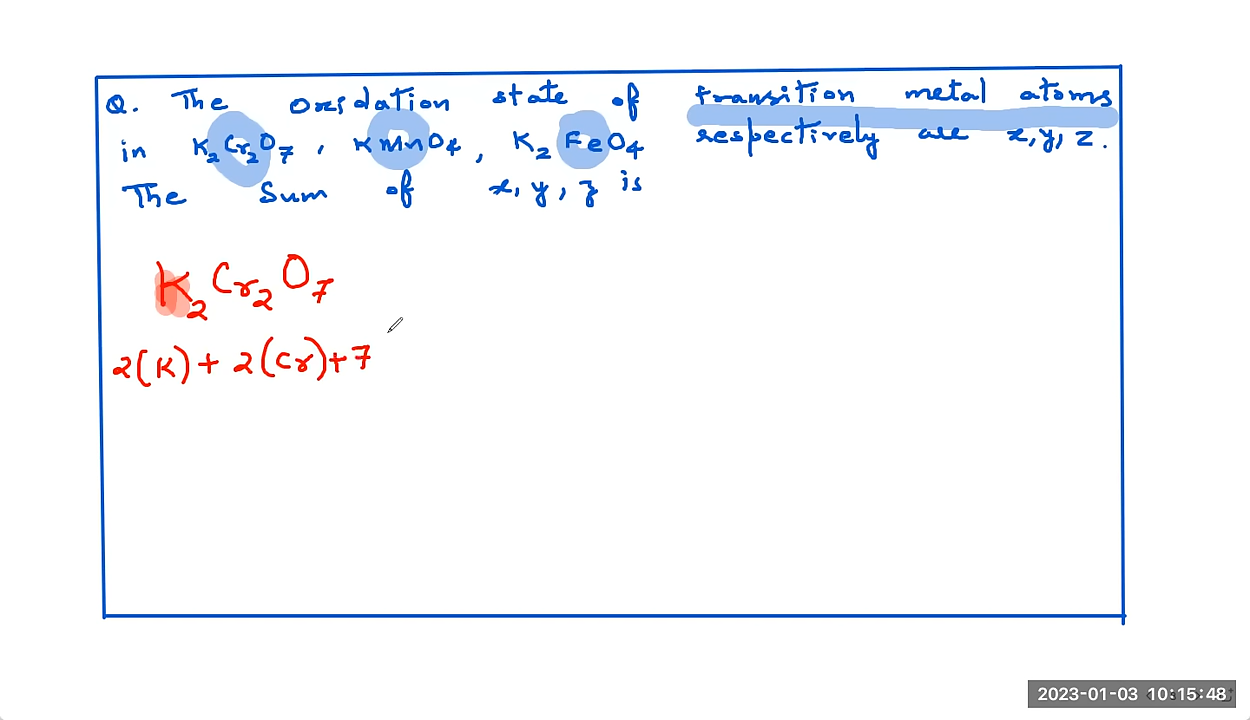 Q. The oxidation state of transition metal atoms
in K₂Cr₂O₇, KMnO₄, K₂FeO₄ respectively are x, y, z.
The Sum of x, y, z is
K₂Cr₂O₇
2(K) + 2(Cr) + 7
2023-01-03 10:15:48